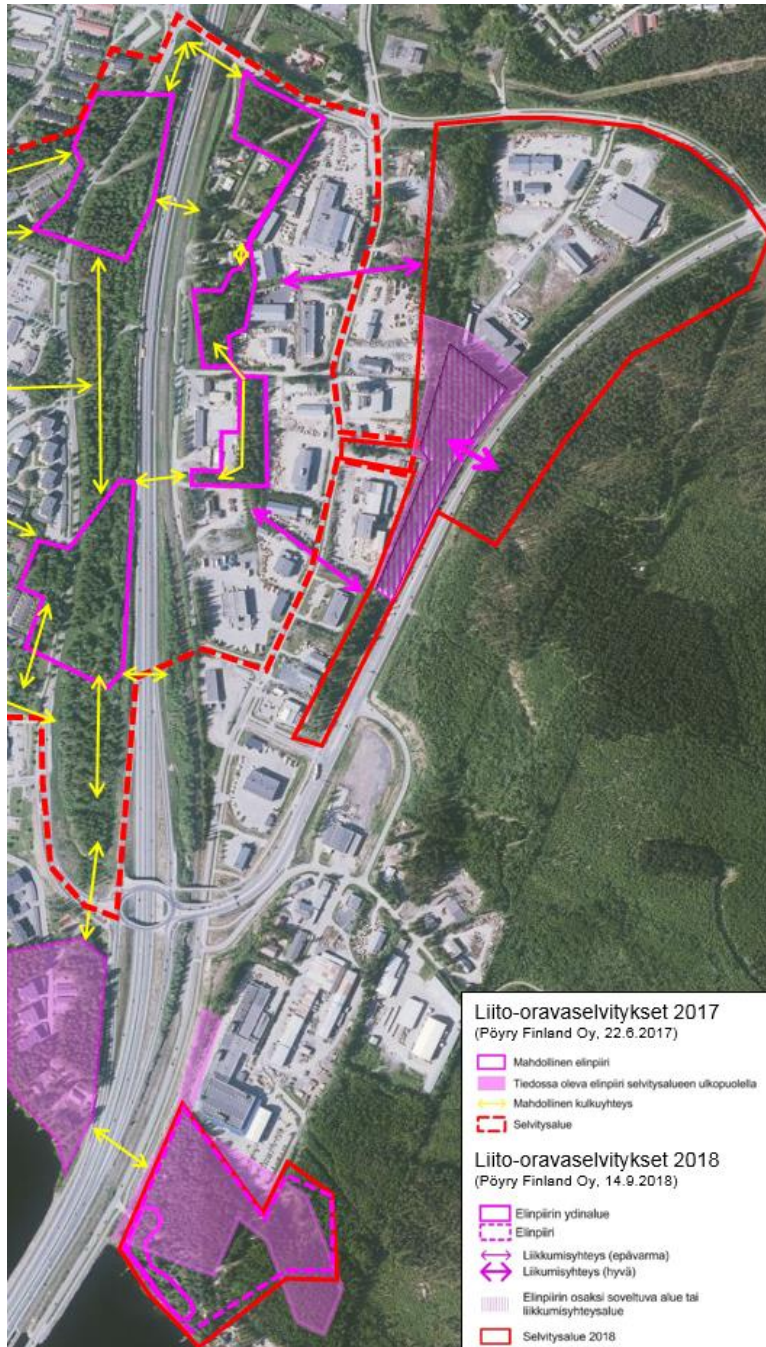 Liito-oravaselvitykset 2017
(Pöyry Finland Oy, 22.6.2017)
Mahdollinen elinpiiri
Tiedossa oleva elinpiiri selvitysalueen ulkopuolella
Mahdollinen kulkuyhteys
Selvitysalue
Liito-oravaselvitykset 2018
(Pöyry Finland Oy, 14.9.2018)
Elinpiirin ydinalue
Elinpiiri
Liikkumisyhteys (epävarma)
Liikumisyhteys (hyvä)
Elinpiirin osaksi soveltuva alue tai
liikkumisyhteysalue
Selvitysalue 2018